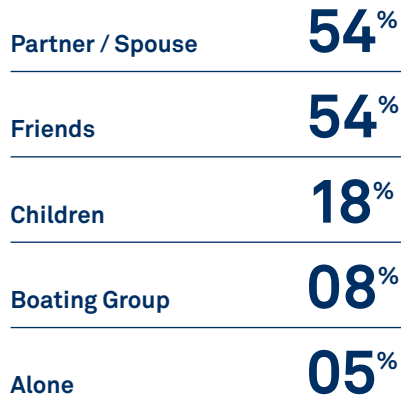 Partner / Spouse 54%
Friends 54%
Children 18%
Boating Group 08%
Alone 05%